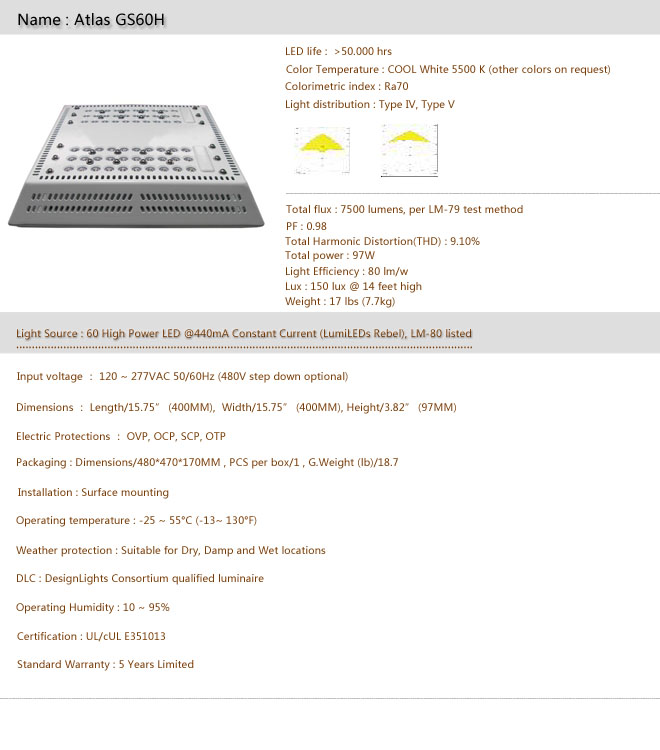 Name : Atlas GS60H
LED life : >50.000 hrs
Color Temperature : COOL White 5500 K (other colors on request)
Colorimetric index : Ra70
Light distribution : Type IV, Type V
Total flux : 7500 lumens, per LM-79 test method
PF : 0.98
Total Harmonic Distortion(THD) : 9.10%
Total power : 97W
Light Efficiency : 80 lm/w
Lux : 150 lux @ 14 feet high
Weight : 17 lbs (7.7kg)
Light Source : 60 High Power LED @440mA Constant Current (LumiLEDs Rebel), LM-80 listed
Input voltage : 120 ~ 277VAC 50/60Hz (480V step down optional)
Dimensions : Length/15.75″ (400MM), Width/15.75″ (400MM), Height/3.82″ (97MM)
Electric Protections : OVP, OCP, SCP, OTP
Packaging : Dimensions/480*470*170MM , PCS per box/1 , G.Weight (lb)/18.7
Installation : Surface mounting
Operating temperature : -25 ~ 55°C (-13~ 130°F)
Weather protection : Suitable for Dry, Damp and Wet locations
DLC : DesignLights Consortium qualified luminaire
Operating Humidity : 10 ~ 95%
Certification : UL/cUL E351013
Standard Warranty : 5 Years Limited